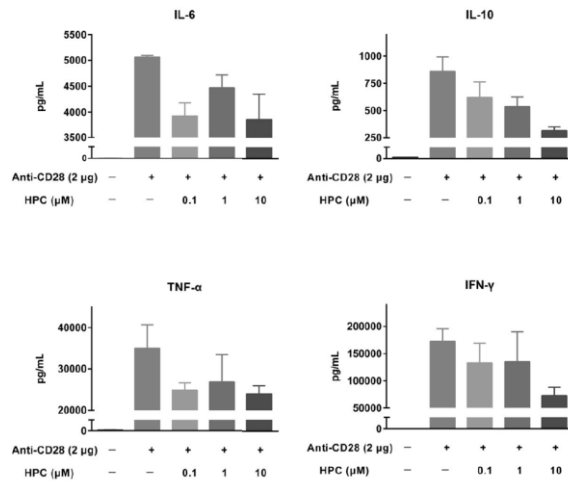 IL-6
5500
5000
4500
4000
3500
0
pg/mL
Anti-CD28 (2 µg) – + + + +
HPC (µM) – – 0.1 1 10
IL-10
1000
750
500
250
0
pg/mL
Anti-CD28 (2 µg) – + + + +
HPC (µM) – – 0.1 1 10
TNF-α
40000
30000
20000
0
pg/mL
Anti-CD28 (2 µg) – + + + +
HPC (µM) – – 0.1 1 10
IFN-γ
200000
150000
100000
50000
0
pg/mL
Anti-CD28 (2 µg) – + + + +
HPC (µM) – – 0.1 1 10